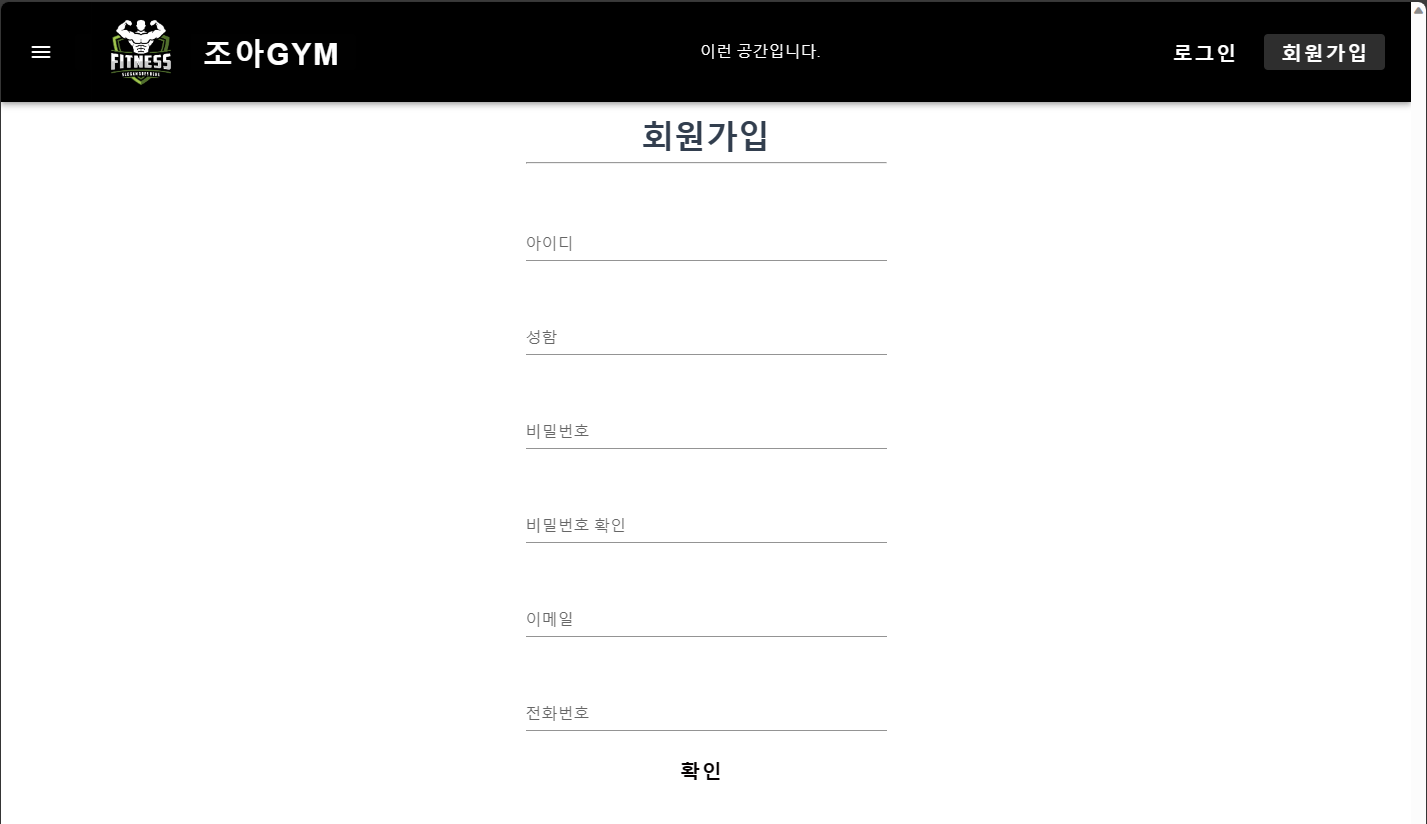 FITNESS
조아GYM
이런 공간입니다.
로그인
회원가입
회원가입
아이디
성함
비밀번호
비밀번호 확인
이메일
전화번호
확인